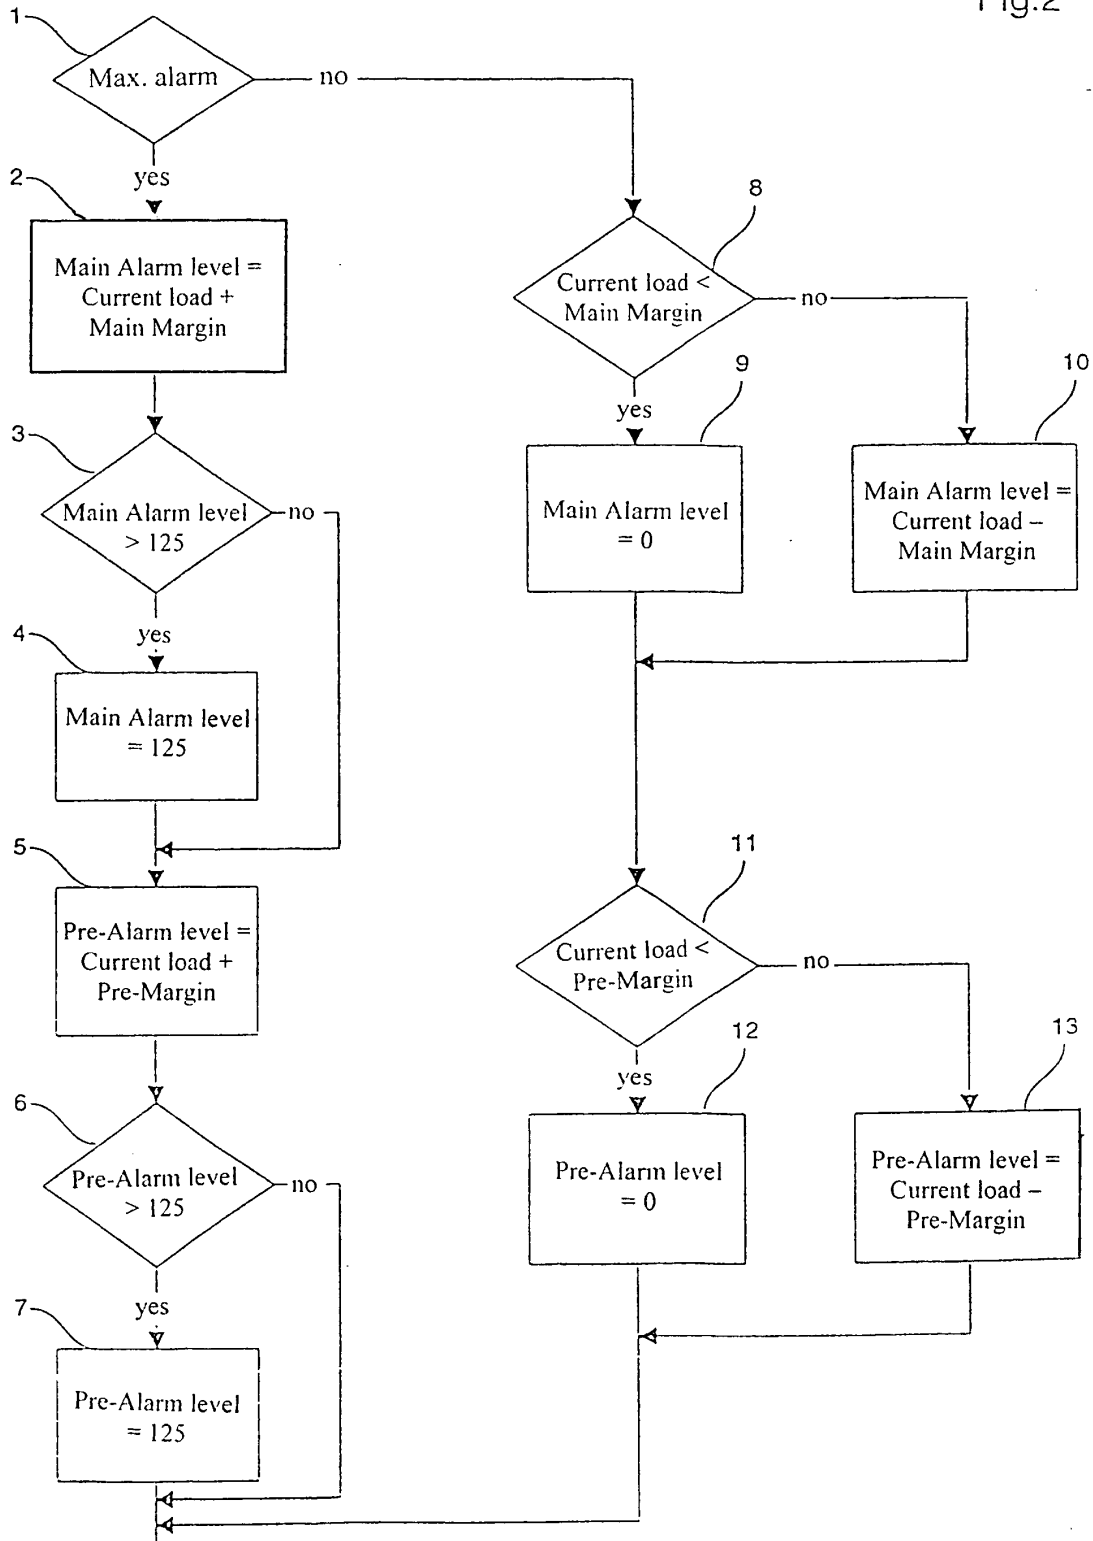 Fig.2
1
Max. alarm
no
yes
2
Main Alarm level =
Current load +
Main Margin
3
Main Alarm level
> 125
no
yes
4
Main Alarm level
= 125
5
Pre-Alarm level =
Current load +
Pre-Margin
6
Pre-Alarm level
> 125
no
yes
7
Pre-Alarm level
= 125
8
Current load <
Main Margin
no
yes
9
Main Alarm level
= 0
10
Main Alarm level =
Current load –
Main Margin
11
Current load <
Pre-Margin
no
yes
12
Pre-Alarm level
= 0
13
Pre-Alarm level =
Current load –
Pre-Margin